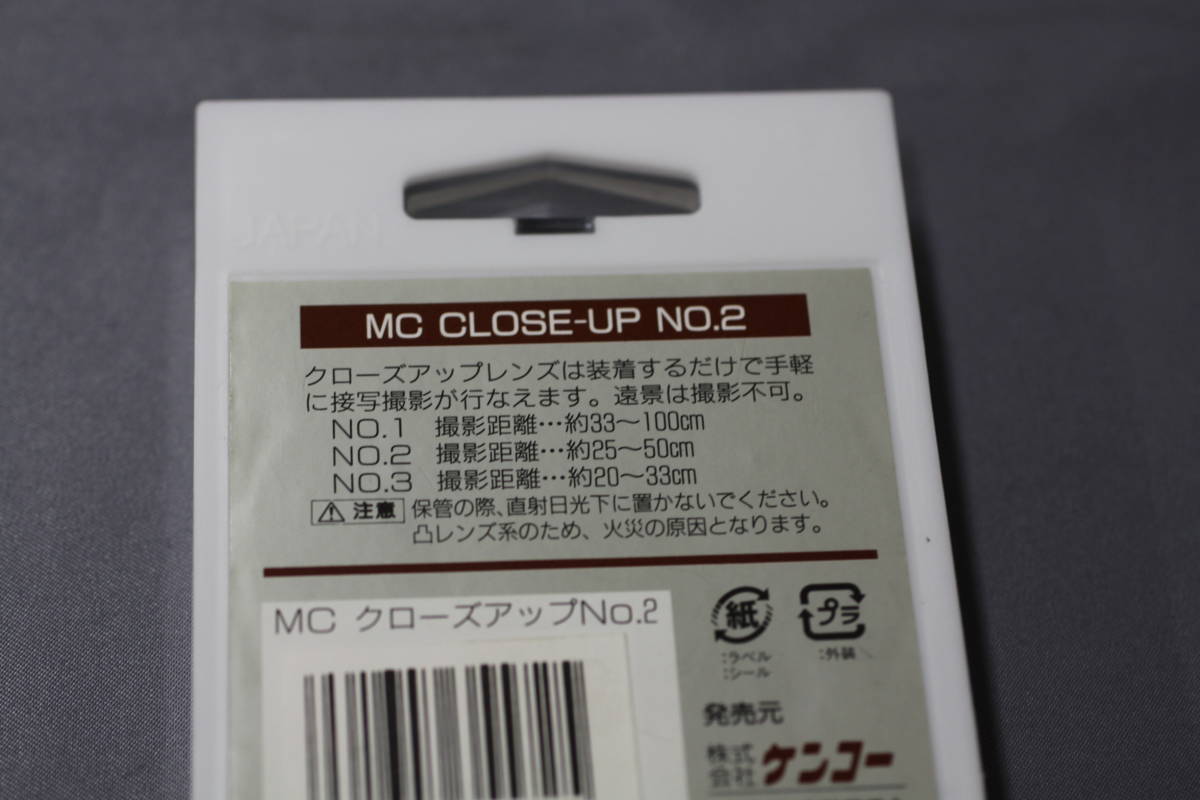 JAPAN
MC CLOSE-UP NO.2
クローズアップレンズは装着するだけで手軽
に接写撮影が行なえます。遠景は撮影不可。
NO.1 撮影距離…約33〜100cm
NO.2 撮影距離…約25〜50cm
NO.3 撮影距離…約20〜33cm
⚠注意 保管の際、直射日光下に置かないでください。
凸レンズ系のため、火災の原因となります。
MC クローズアップNo.2
紙 プラ
:ラベル :外装
:シール
発売元
株式会社 ケンコー